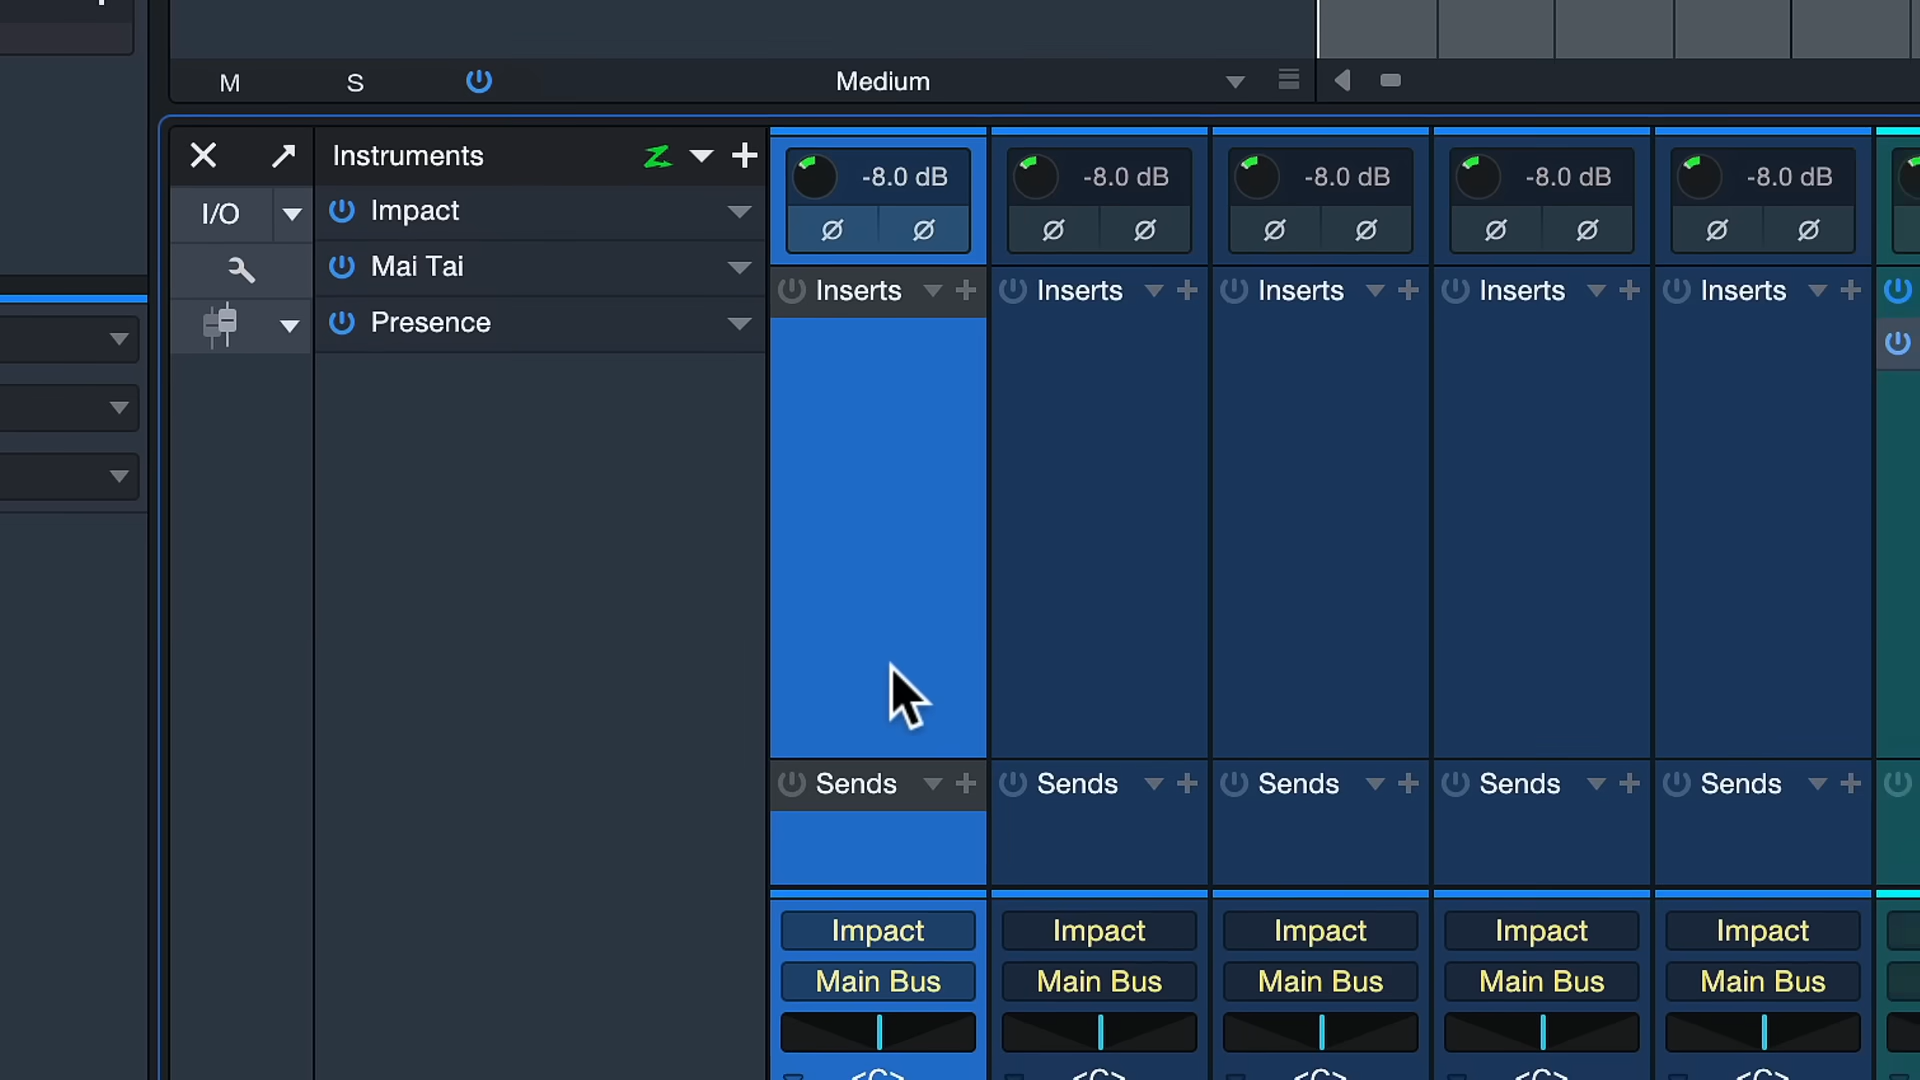 M S Medium
Instruments
I/O
Impact
Mai Tai
Presence
-8.0 dB -8.0 dB -8.0 dB -8.0 dB -8.0 dB
Ø Ø Ø Ø Ø Ø Ø Ø Ø Ø
Inserts Inserts Inserts Inserts Inserts
Sends Sends Sends Sends Sends
Impact Impact Impact Impact Impact
Main Bus Main Bus Main Bus Main Bus Main Bus
<C> <C> <C> <C> <C>